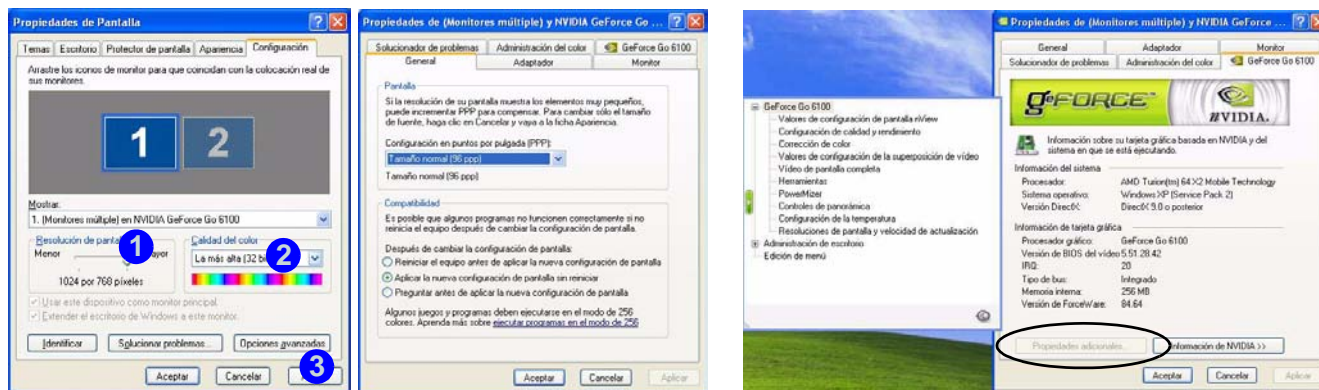 Propiedades de Pantalla
Temas Escritorio Protector de pantalla Apariencia Configuración
Arrastre los iconos de monitor para que coincidan con la colocación real de
sus monitores.
1 2
Mostrar:
1. (Monitores múltiple) en NVIDIA GeForce Go 6100
Resolución de
Menor
1024 por 768 píxeles
1
Calidad del color
La más alta (32
2
Usar este dispositivo como monitor principal.
Extender el escritorio de Windows a este monitor.
Identificar Solucionar problemas... Opciones avanzadas
Aceptar Cancelar
3
Propiedades de (Monitores múltiple) y NVIDIA GeForce Go ...
Solucionador de problemas Administración del color GeForce Go 6100
General Adaptador Monitor
Pantalla
Si la resolución de su pantalla muestra los elementos muy pequeños,
puede incrementar PPP para compensar. Para cambiar sólo el tamaño
de fuente, haga clic en Cancelar y vaya a la ficha Apariencia.
Configuración en puntos por pulgada (PPP):
Tamaño normal (96 ppp)
Tamaño normal (96 ppp)
Compatibilidad
Es posible que algunos programas no funcionen correctamente si no
reinicia el equipo después de cambiar la configuración de pantalla.
Después de cambiar la configuración de pantalla:
Reiniciar el equipo antes de aplicar la nueva configuración de pantalla
Aplicar la nueva configuración de pantalla sin reiniciar
Preguntar antes de aplicar la nueva configuración de pantalla
Algunos juegos y programas deben ejecutarse en el modo de 256
colores. Aprenda más sobre ejecutar programas en el modo de 256
Aceptar Cancelar Aplicar
GeForce Go 6100
Valores de configuración de pantalla nView
Configuración de calidad y rendimiento
Corrección de color
Valores de configuración de la superposición de vídeo
Vídeo de pantalla completa
Herramientas
PowerMizer
Controles de panorámica
Configuración de la temperatura
Resoluciones de pantalla y velocidad de actualización
Administración de escritorio
Edición de menú
Propiedades de (Monitores múltiple) y NVIDIA GeForce ...
General Adaptador Monitor
Solucionador de problemas Administración del color GeForce Go 6100
GeFORCE NVIDIA.
Información sobre su tarjeta gráfica basada en NVIDIA y del
sistema en que se está ejecutando.
Información del sistema
Procesador: AMD Turion(tm) 64 X2 Mobile Technology
Sistema operativo: Windows XP (Service Pack 2)
Versión DirectX: DirectX 9.0 o posterior
Información de tarjeta gráfica
Procesador gráfico: GeForce Go 6100
Versión de BIOS del vídeo 5.51.28.42
IRQ: 20
Tipo de bus: Integrado
Memoria interna: 256 MB
Versión de ForceWare: 84.64
Propiedades adicionales... Información de NVIDIA >>
Aceptar Cancelar Aplicar